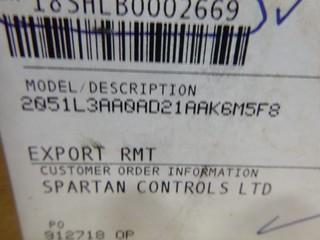 18SHLB0002669
MODEL/DESCRIPTION
2051L3AA0AD21AAK6M5F8
EXPORT RMT
CUSTOMER ORDER INFORMATION
SPARTAN CONTROLS LTD
PO
912718 OP